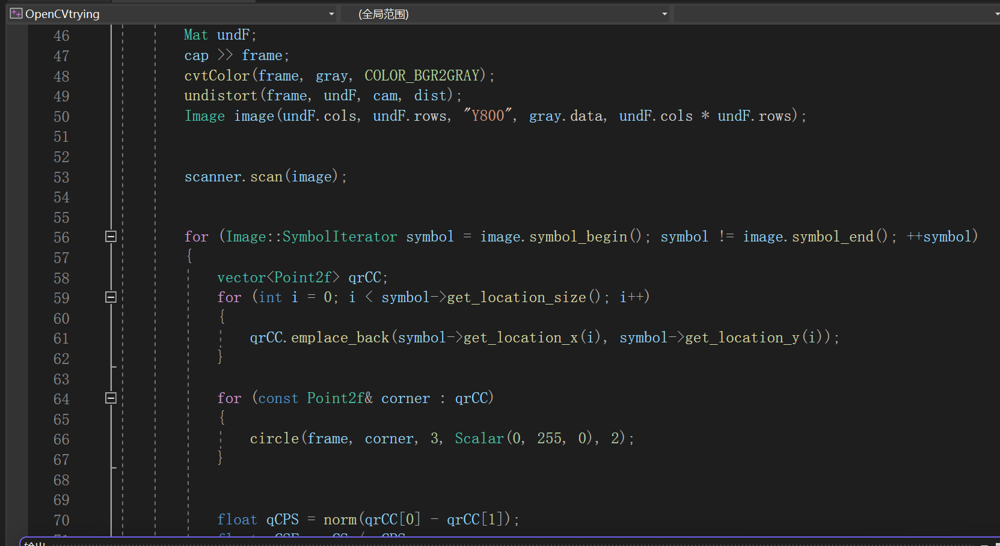 OpenCVtrying (全局范围)
46 Mat undF;
47 cap >> frame;
48 cvtColor(frame, gray, COLOR_BGR2GRAY);
49 undistort(frame, undF, cam, dist);
50 Image image(undF.cols, undF.rows, "Y800", gray.data, undF.cols * undF.rows);
51
52
53 scanner.scan(image);
54
55
56 for (Image::SymbolIterator symbol = image.symbol_begin(); symbol != image.symbol_end(); ++symbol)
57 {
58 vector<Point2f> qrCC;
59 for (int i = 0; i < symbol->get_location_size(); i++)
60 {
61 qrCC.emplace_back(symbol->get_location_x(i), symbol->get_location_y(i));
62 }
63
64 for (const Point2f& corner : qrCC)
65 {
66 circle(frame, corner, 3, Scalar(0, 255, 0), 2);
67 }
68
69
70 float qCPS = norm(qrCC[0] - qrCC[1]);